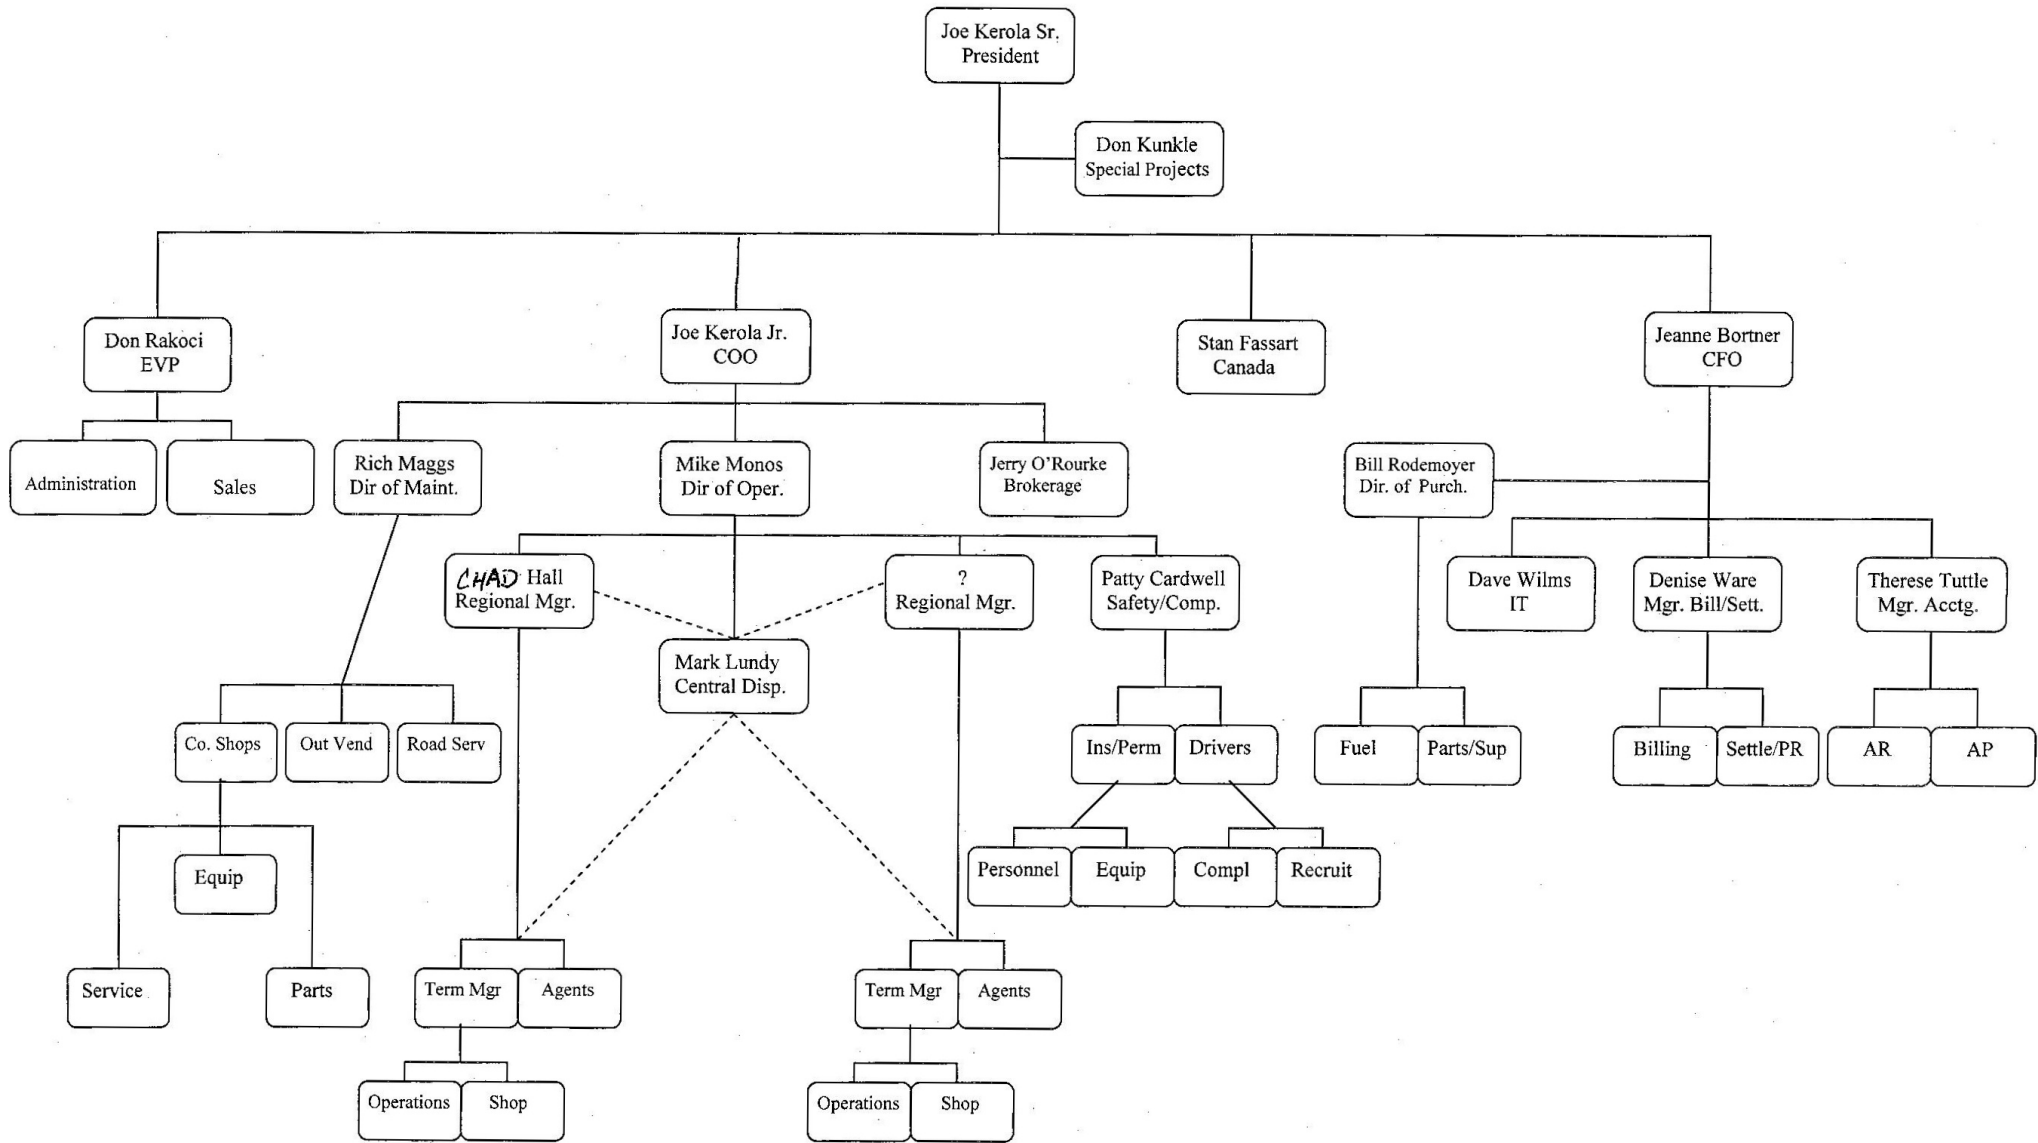 Joe Kerola Sr.
President
Don Kunkle
Special Projects
Don Rakoci
EVP
Joe Kerola Jr.
COO
Stan Fassart
Canada
Jeanne Bortner
CFO
Administration
Sales
Rich Maggs
Dir of Maint.
Mike Monos
Dir of Oper.
Jerry O'Rourke
Brokerage
Bill Rodemoyer
Dir. of Purch.
CHAD Hall
Regional Mgr.
?
Regional Mgr.
Patty Cardwell
Safety/Comp.
Dave Wilms
IT
Denise Ware
Mgr. Bill/Sett.
Therese Tuttle
Mgr. Acctg.
Mark Lundy
Central Disp.
Co. Shops
Out Vend
Road Serv
Ins/Perm
Drivers
Fuel
Parts/Sup
Billing
Settle/PR
AR
AP
Equip
Personnel
Equip
Compl
Recruit
Service
Parts
Term Mgr
Agents
Term Mgr
Agents
Operations
Shop
Operations
Shop